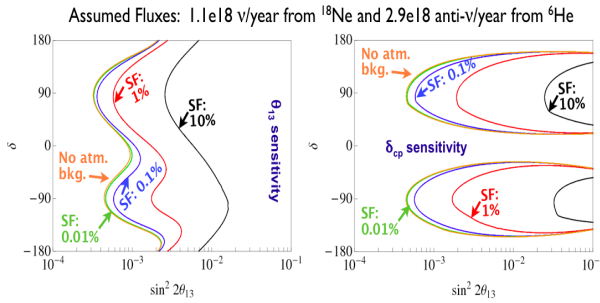 Assumed Fluxes: 1.1e18 ν/year from ¹⁸Ne and 2.9e18 anti-ν/year from ⁶He
180
90
0
−90
−180
δ
No atm.
bkg.
SF:
1%
SF:
10%
θ₁₃ sensitivity
No atm.
bkg.
SF: 0.1%
SF:
0.01%
10⁻⁴
10⁻³
10⁻²
10⁻¹
sin² 2θ₁₃
180
90
0
−90
−180
δ
No atm.
bkg.
SF: 0.1%
SF:
10%
δcp sensitivity
SF:
0.01%
SF:
1%
10⁻⁴
10⁻³
10⁻²
10⁻¹
sin² 2θ₁₃